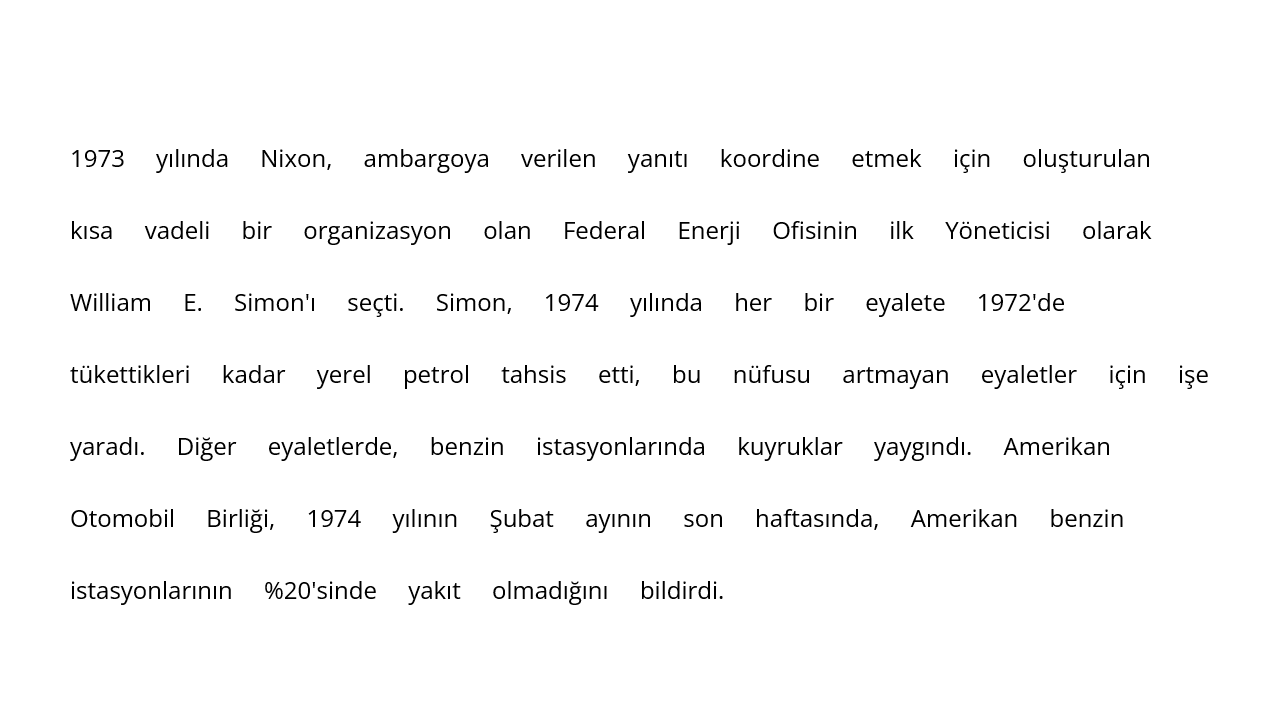 1973 yılında Nixon, ambargoya verilen yanıtı koordine etmek için oluşturulan
kısa vadeli bir organizasyon olan Federal Enerji Ofisinin ilk Yöneticisi olarak
William E. Simon'ı seçti. Simon, 1974 yılında her bir eyalete 1972'de
tükettikleri kadar yerel petrol tahsis etti, bu nüfusu artmayan eyaletler için işe
yaradı. Diğer eyaletlerde, benzin istasyonlarında kuyruklar yaygındı. Amerikan
Otomobil Birliği, 1974 yılının Şubat ayının son haftasında, Amerikan benzin
istasyonlarının %20'sinde yakıt olmadığını bildirdi.